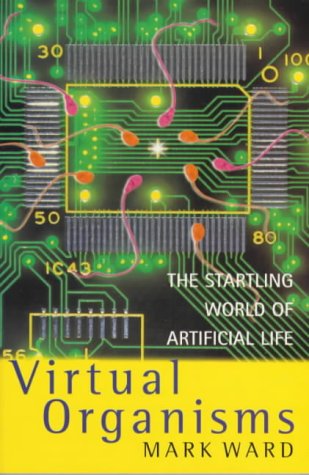 30
1
100
50
80
IC43
THE STARTLING
WORLD OF
ARTIFICIAL LIFE
56
Virtual
Organisms
MARK WARD